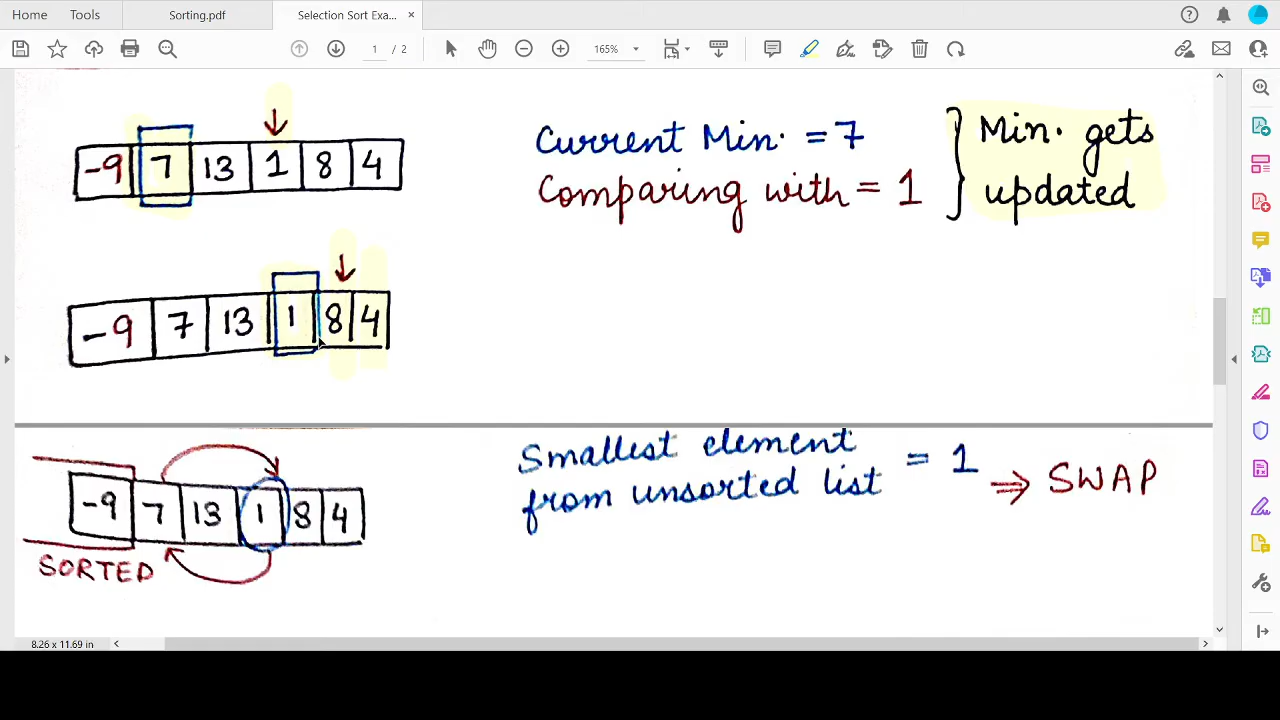 Home Tools Sorting.pdf Selection Sort Exa... ×
1 / 2 165%
-9 7 13 1 8 4
Current Min. = 7
Comparing with = 1
Min. gets
updated
-9 7 13 1 8 4
-9 7 13 1 8 4
SORTED
Smallest element
from unsorted list = 1
⇒ SWAP
8.26 x 11.69 in